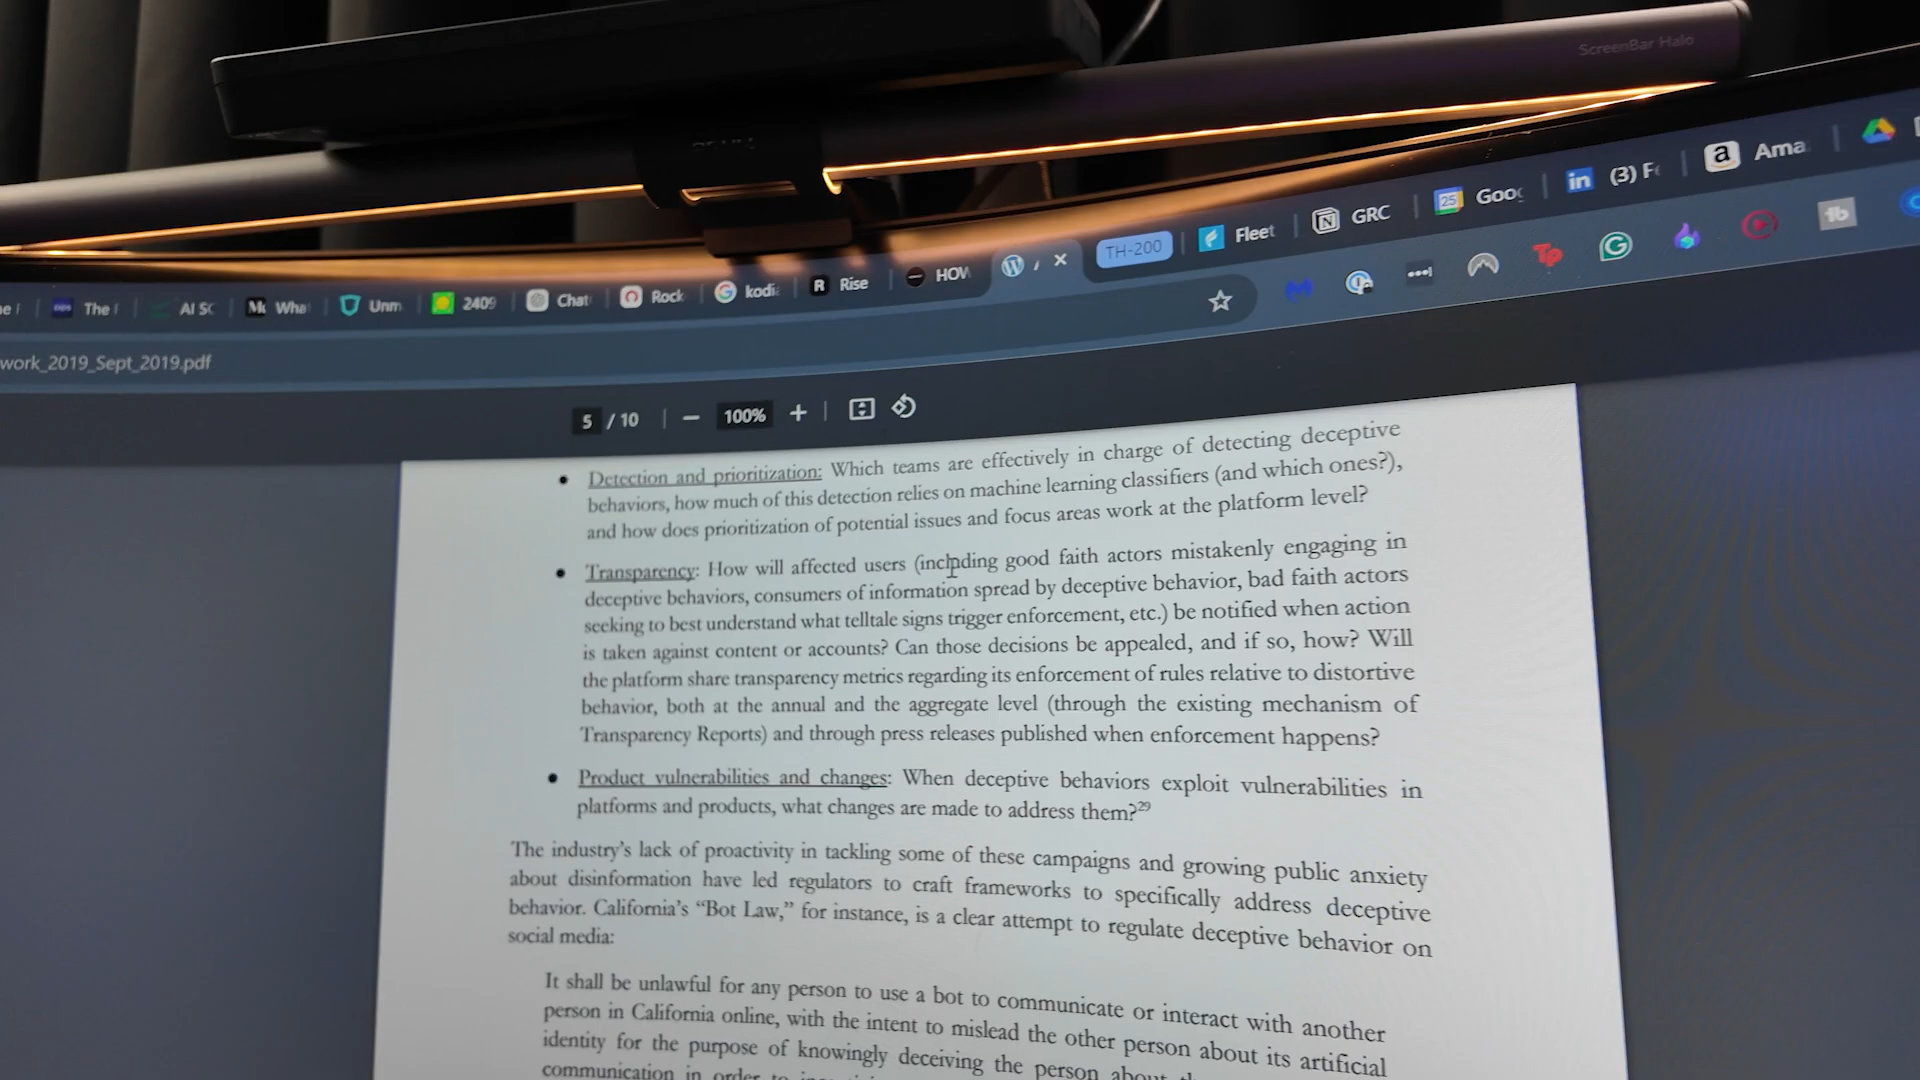 ScreenBar Halo
The
AI SC
Wha
Unm
2409
Chat
Rock
kodi
R Rise
HOW
TH-200
Fleet
GRC
25 Goo
in (3) F
a Ama
Tp
work_2019_Sept_2019.pdf
5 / 10 | − 100% + |
• Detection and prioritization: Which teams are effectively in charge of detecting deceptive
behaviors, how much of this detection relies on machine learning classifiers (and which ones?),
and how does prioritization of potential issues and focus areas work at the platform level?
• Transparency: How will affected users (including good faith actors mistakenly engaging in
deceptive behaviors, consumers of information spread by deceptive behavior, bad faith actors
seeking to best understand what telltale signs trigger enforcement, etc.) be notified when action
is taken against content or accounts? Can those decisions be appealed, and if so, how? Will
the platform share transparency metrics regarding its enforcement of rules relative to distortive
behavior, both at the annual and the aggregate level (through the existing mechanism of
Transparency Reports) and through press releases published when enforcement happens?
• Product vulnerabilities and changes: When deceptive behaviors exploit vulnerabilities in
platforms and products, what changes are made to address them?29
The industry's lack of proactivity in tackling some of these campaigns and growing public anxiety
about disinformation have led regulators to craft frameworks to specifically address deceptive
behavior. California's “Bot Law,” for instance, is a clear attempt to regulate deceptive behavior on
social media:
It shall be unlawful for any person to use a bot to communicate or interact with another
person in California online, with the intent to mislead the other person about its artificial
identity for the purpose of knowingly deceiving the person about
communication in order to